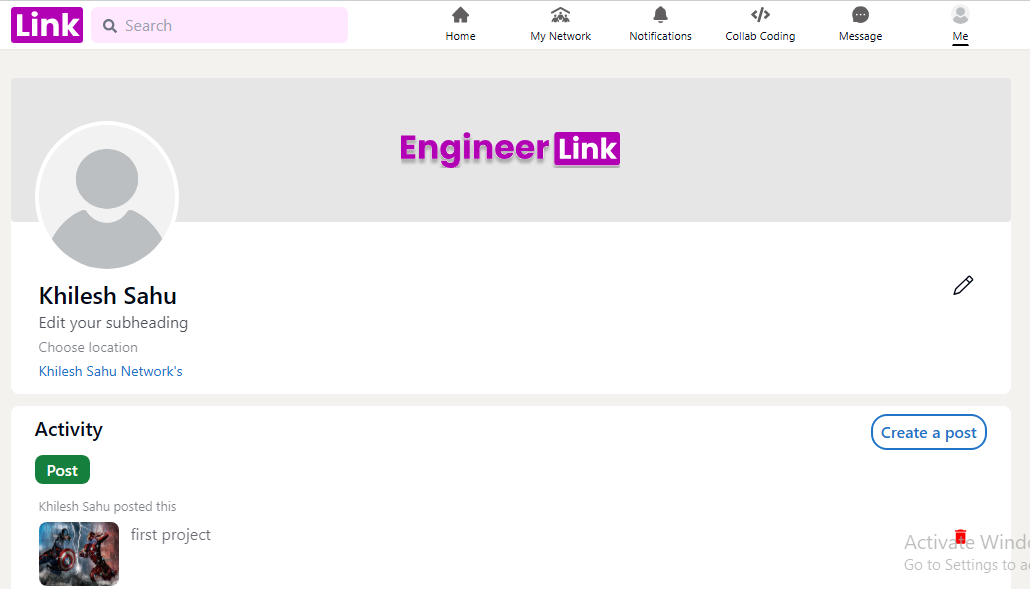 Link
Search
Home
My Network
Notifications
Collab Coding
Message
Me
Engineer Link
Khilesh Sahu
Edit your subheading
Choose location
Khilesh Sahu Network's
Activity
Create a post
Post
Khilesh Sahu posted this
first project
Activate
Go to Settings to